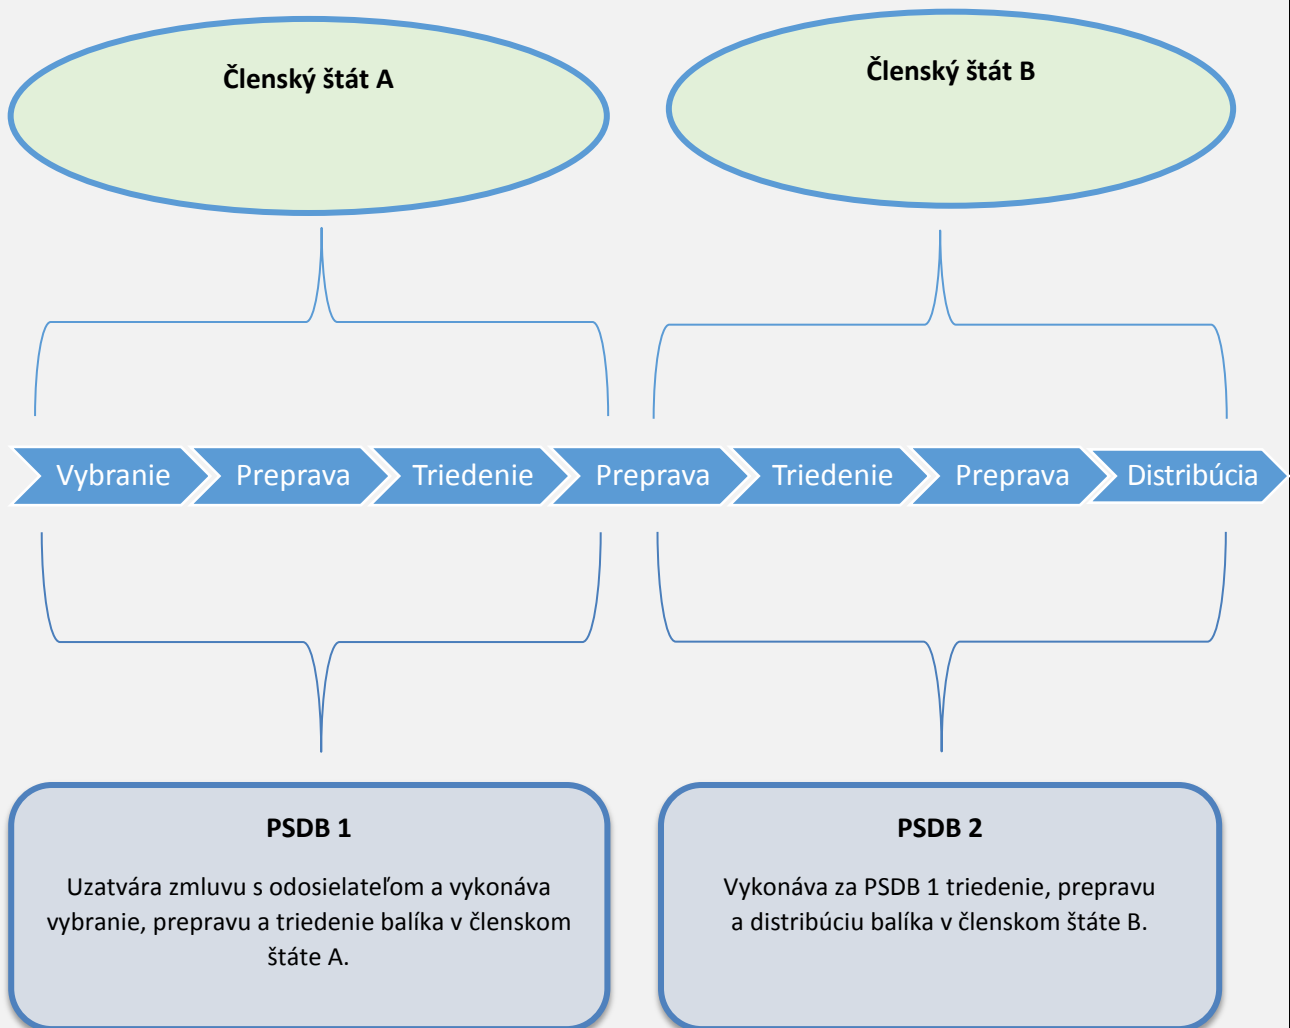 Členský štát A
Členský štát B
Vybranie
Preprava
Triedenie
Preprava
Triedenie
Preprava
Distribúcia
PSDB 1
Uzatvára zmluvu s odosielateľom a vykonáva
vybranie, prepravu a triedenie balíka v členskom
štáte A.
PSDB 2
Vykonáva za PSDB 1 triedenie, prepravu
a distribúciu balíka v členskom štáte B.